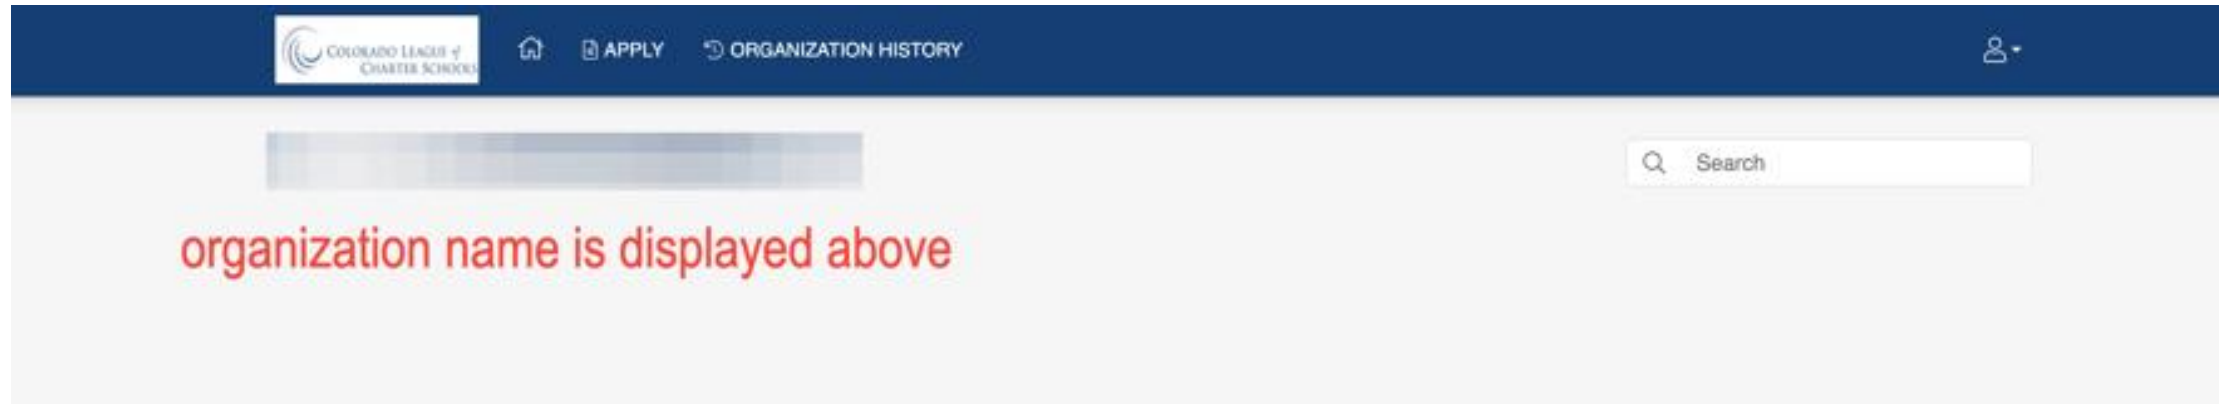 COLORADO LEAGUE of
CHARTER SCHOOLS
APPLY
ORGANIZATION HISTORY
Search
organization name is displayed above